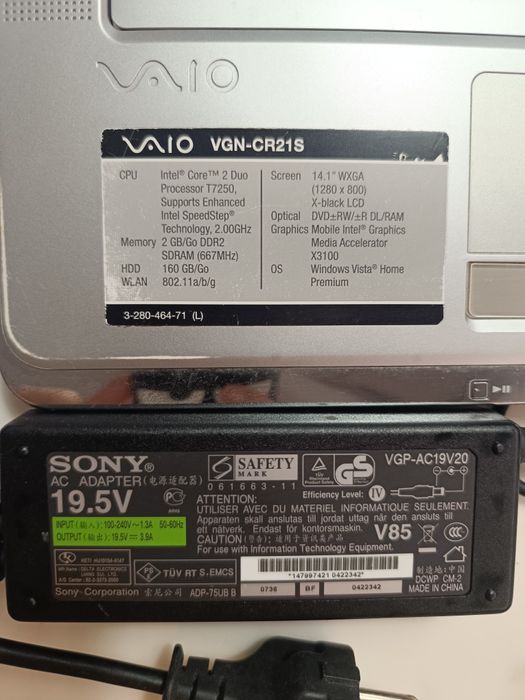 VAIO
VAIO VGN-CR21S
CPU Intel® Core™ 2 Duo
Processor T7250,
Supports Enhanced
Intel SpeedStep®
Technology, 2.00GHz
Memory 2 GB/Go DDR2
SDRAM (667MHz)
HDD 160 GB/Go
WLAN 802.11a/b/g
Screen 14.1" WXGA
(1280 x 800)
X-black LCD
Optical DVD±RW/±R DL/RAM
Graphics Mobile Intel® Graphics
Media Accelerator
X3100
OS Windows Vista® Home
Premium
3-280-464-71 (L)
SONY®
AC ADAPTER (电源适配器)
19.5V
INPUT(输入): 100-240V~1.3A 50-60Hz
OUTPUT(输出): 19.5V⎓3.9A
SAFETY
MARK
061663-11
GS
VGP-AC19V20
Efficiency Level: IV
ATTENTION:
UTILISER AVEC DU MATERIEL INFORMATIQUE SEULEMENT.
Apparaten skall anslutas till jordat uttag när den ansluts till
ett nätverk. Endast för kontorsmaskin.
CAUTION(警告): 适用于资讯产品
For use with Information Technology Equipment.
V85
PS TÜV RT S-EMCS
*147997421 0422342*
0736 BF 0422342
制造地: 中国
DCWP CM-2
MADE IN CHINA
Sony Corporation 索尼公司 ADP-75UB B